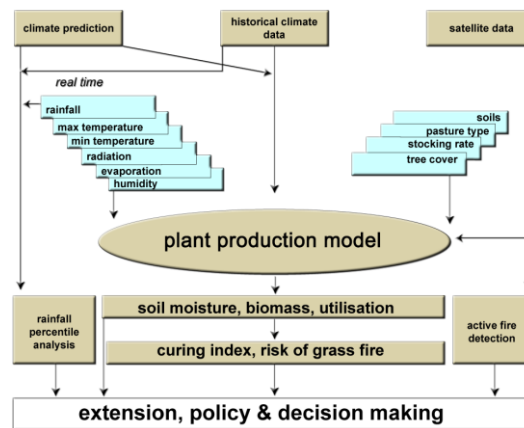 climate prediction
historical climate
data
satellite data
real time
rainfall
max temperature
min temperature
radiation
evaporation
humidity
soils
pasture type
stocking rate
tree cover
plant production model
rainfall
percentile
analysis
soil moisture, biomass, utilisation
curing index, risk of grass fire
active fire
detection
extension, policy & decision making